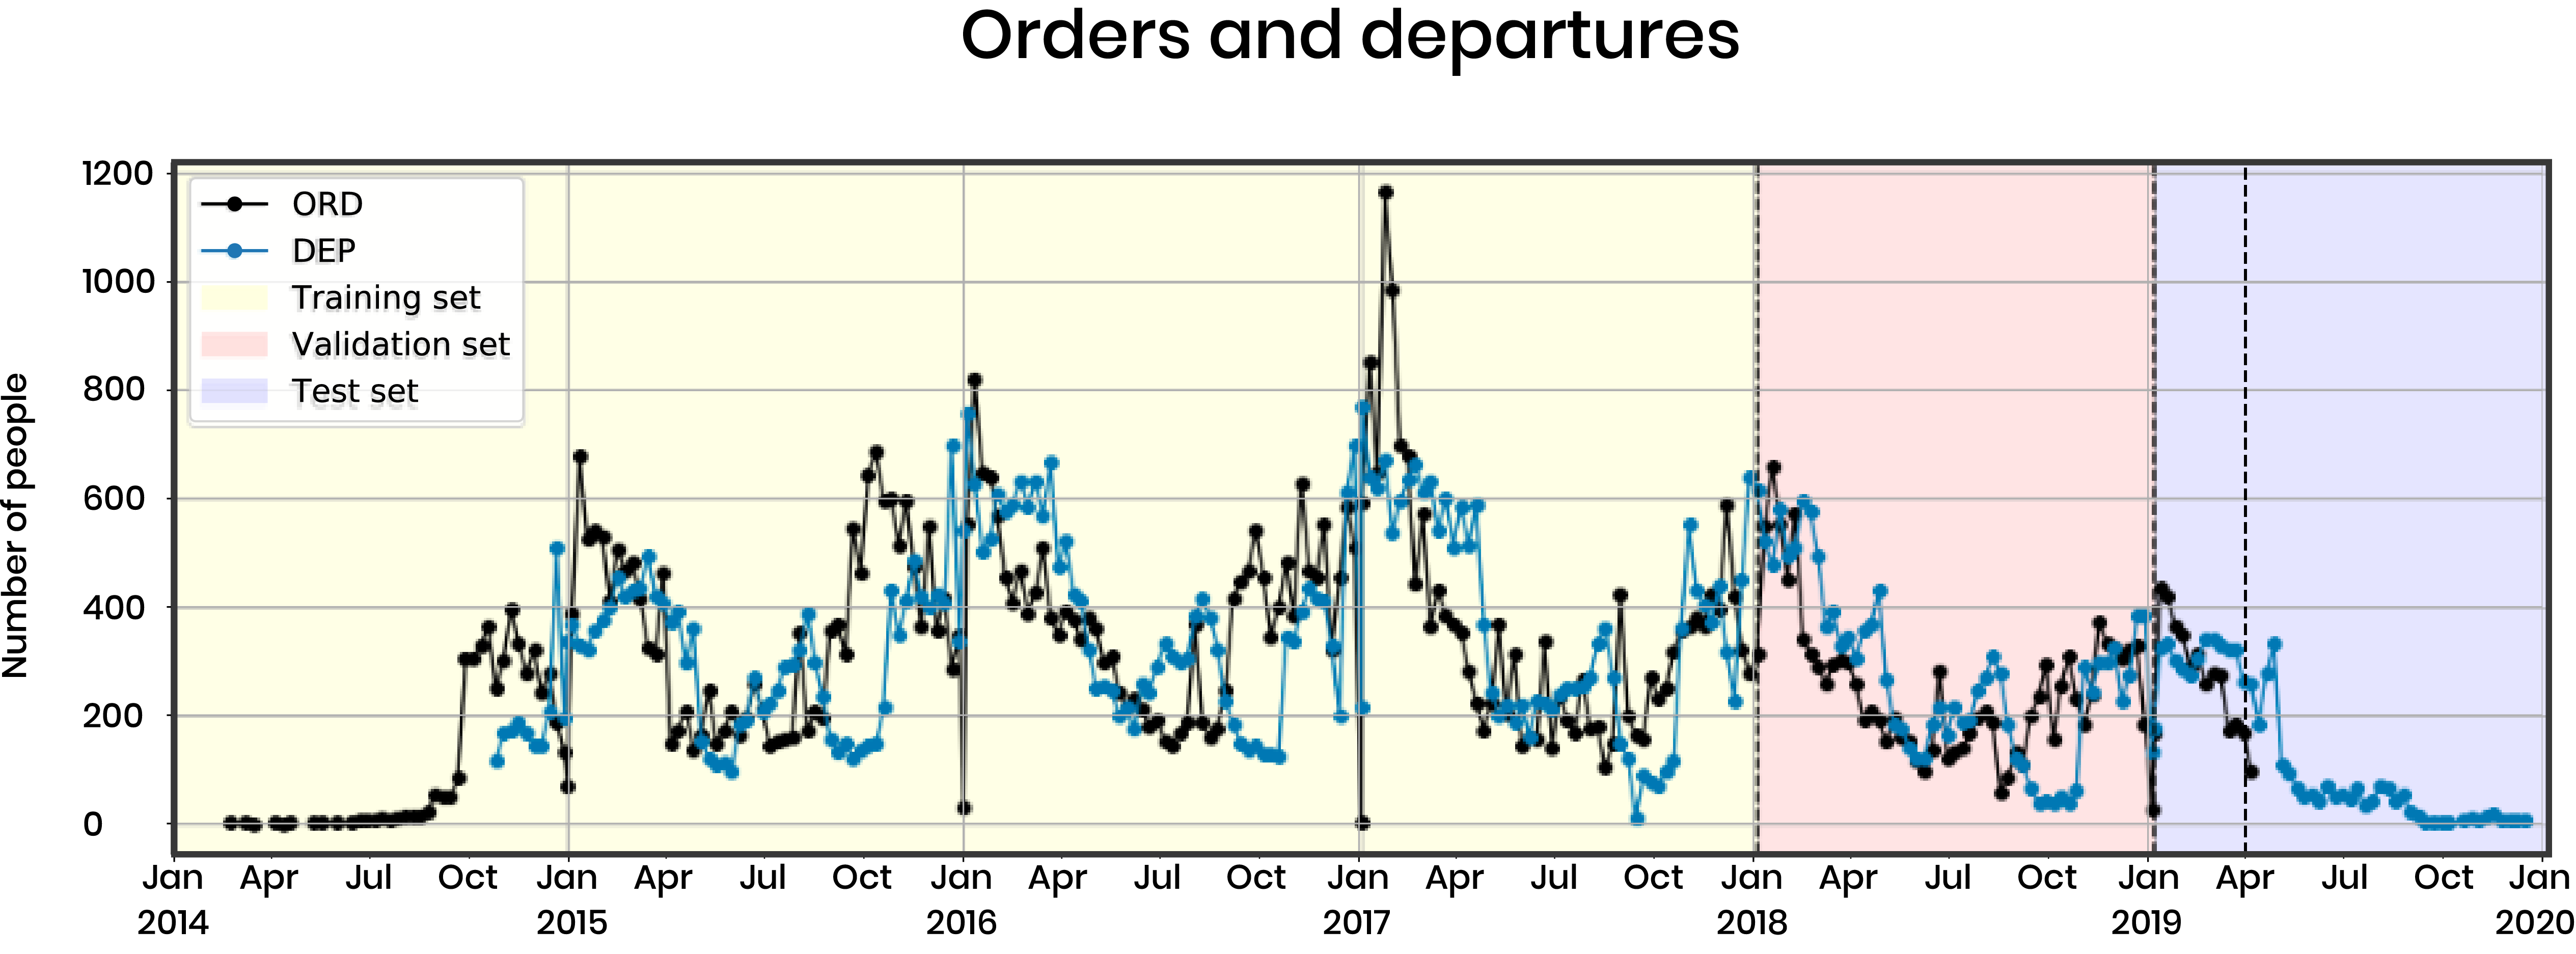 Orders and departures
Number of people
1200
1000
800
600
400
200
0
ORD
DEP
Training set
Validation set
Test set
Jan Apr Jul Oct Jan Apr Jul Oct Jan Apr Jul Oct Jan Apr Jul Oct Jan Apr Jul Oct Jan Apr Jul Oct Jan
2014 2015 2016 2017 2018 2019 2020